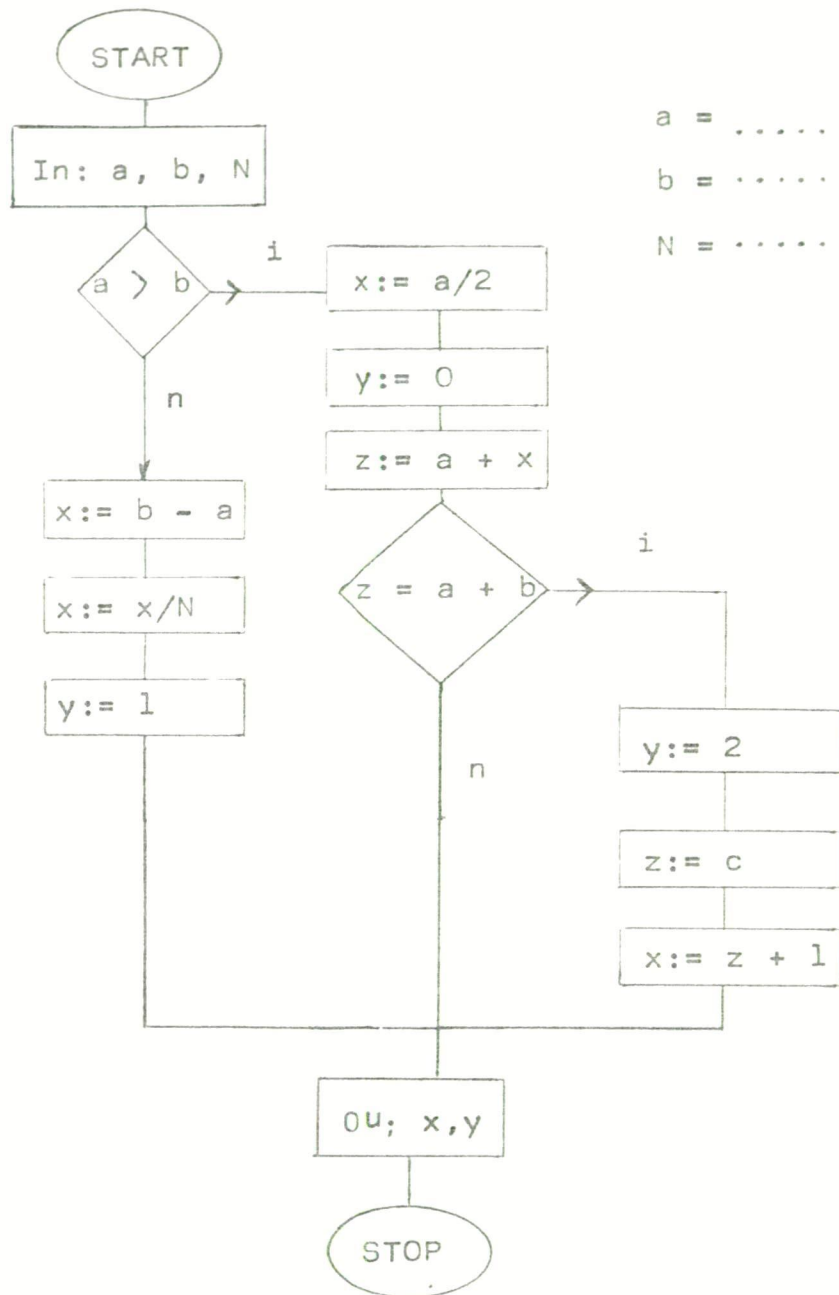 START
In: a, b, N
a = .....
b = .....
N = .....
a > b
i
n
x:= a/2
y:= 0
z:= a + x
x:= b - a
x:= x/N
y:= 1
z = a + b
i
n
y:= 2
z:= c
x:= z + 1
Ou; x,y
STOP